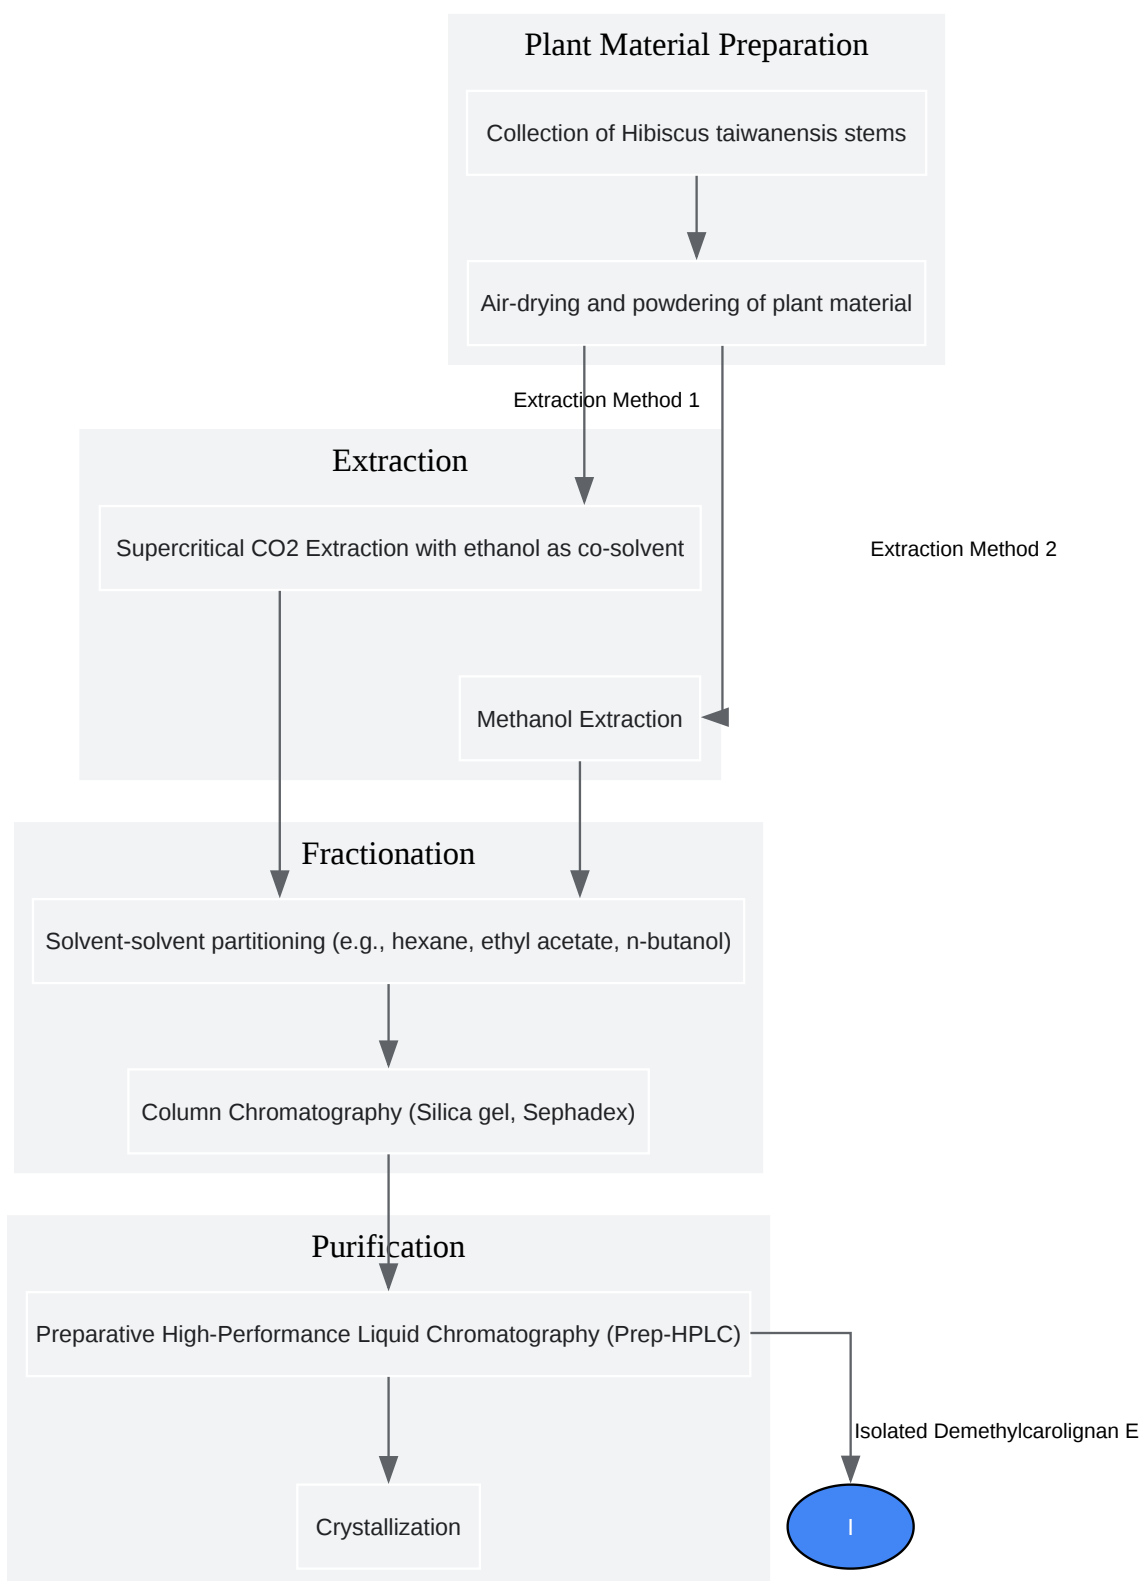 Plant Material Preparation
Collection of Hibiscus taiwanensis stems
Air-drying and powdering of plant material
Extraction Method 1
Extraction
Supercritical CO2 Extraction with ethanol as co-solvent
Extraction Method 2
Methanol Extraction
Fractionation
Solvent-solvent partitioning (e.g., hexane, ethyl acetate, n-butanol)
Column Chromatography (Silica gel, Sephadex)
Purification
Preparative High-Performance Liquid Chromatography (Prep-HPLC)
Isolated Demethylcarolignan E
Crystallization
I